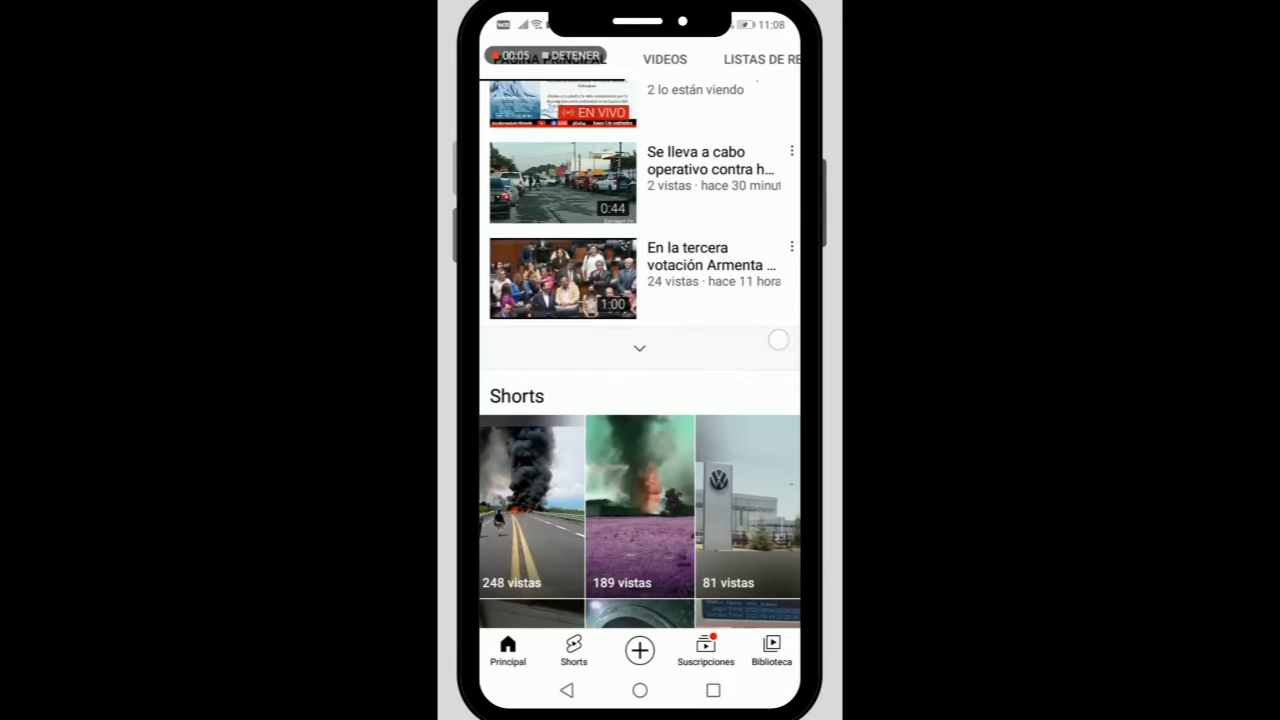 11:08
00:05 DETENER
PÁGINA PRINCIPAL VIDEOS LISTAS DE RE
2 lo están viendo
EN VIVO
Se lleva a cabo
operativo contra h...
2 vistas · hace 30 minut
0:44
En la tercera
votación Armenta ...
24 vistas · hace 11 hora
1:00
Shorts
248 vistas
189 vistas
81 vistas
Principal
Shorts
Suscripciones
Biblioteca